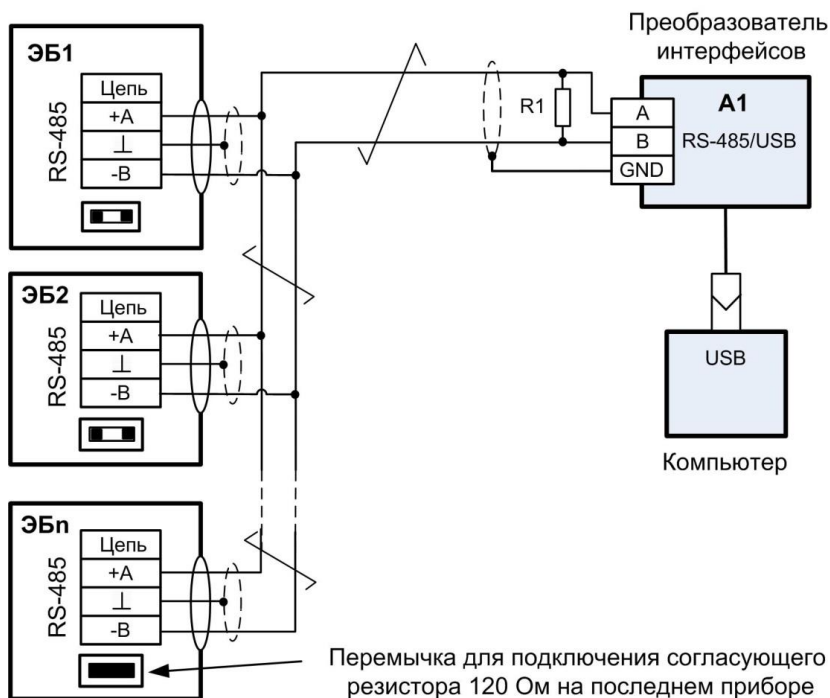 ЭБ1
RS-485
Цепь
+A
⊥
-B
ЭБ2
RS-485
Цепь
+A
⊥
-B
ЭБn
RS-485
Цепь
+A
⊥
-B
R1
Преобразователь
интерфейсов
A
B
GND
A1
RS-485/USB
USB
Компьютер
Перемычка для подключения согласующего
резистора 120 Ом на последнем приборе